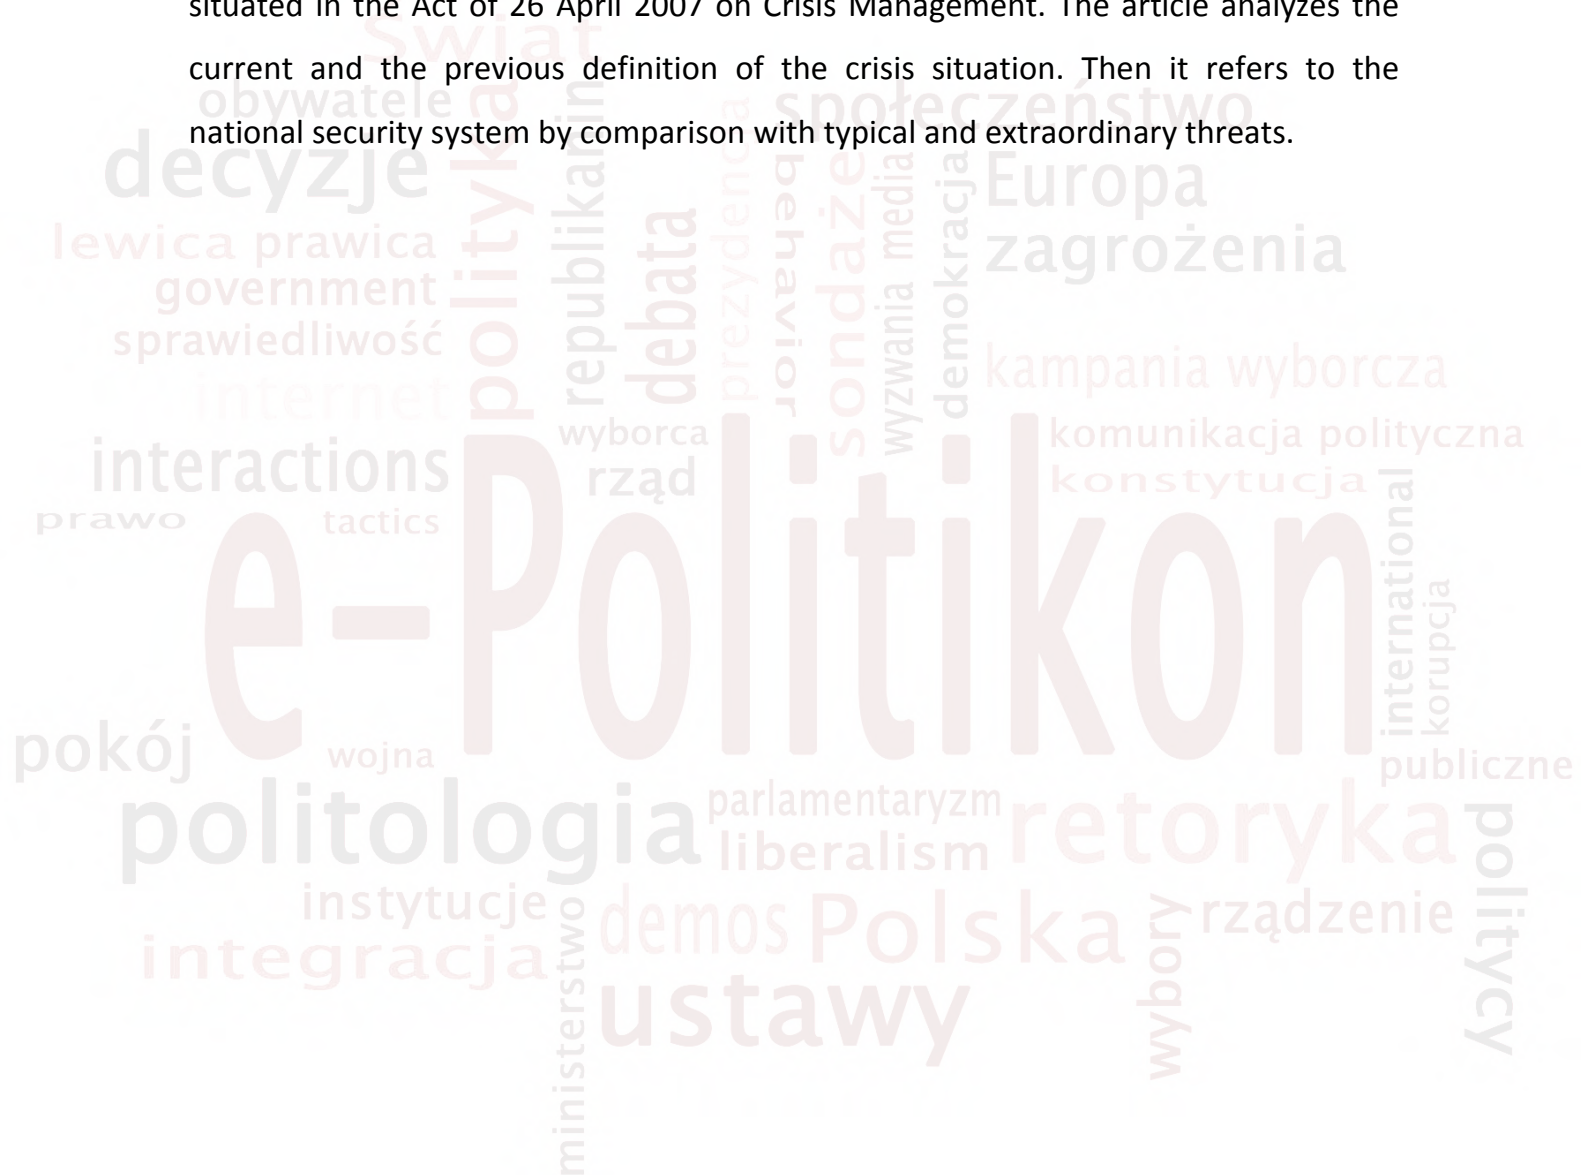 situated in the Act of 26 April 2007 on Crisis Management. The article analyzes the
current and the previous definition of the crisis situation. Then it refers to the
national security system by comparison with typical and extraordinary threats.
Świat
obywatele
polityka
republikanin
społeczeństwo
decyzje
debata
prezydencja
behavior
sondaże
wyzwania media
demokracja
Europa
lewica prawica
zagrożenia
government
sprawiedliwość
internet
kampania wyborcza
interactions
wyborca
komunikacja polityczna
rząd
konstytucja
prawo
tactics
e-Politikon
international
korupcja
pokój
wojna
publiczne
politologia
parlamentaryzm
liberalism
retoryka
politycy
instytucje
integracja
ministerstwo
demos
Polska
wybory
rządzenie
ustawy